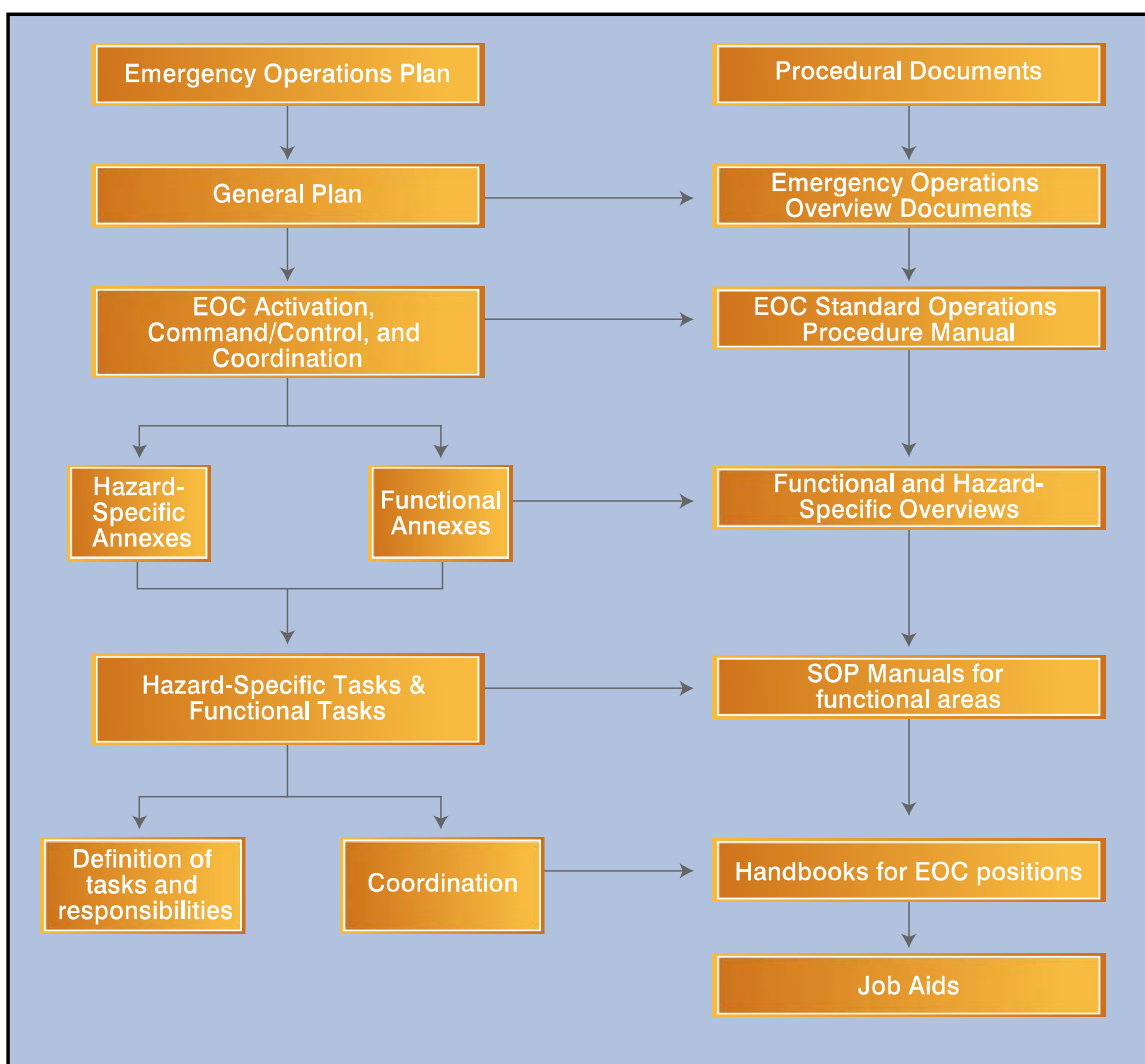 Emergency Operations Plan
Procedural Documents
General Plan
Emergency Operations
Overview Documents
EOC Activation,
Command/Control, and
Coordination
EOC Standard Operations
Procedure Manual
Hazard-
Specific
Annexes
Functional
Annexes
Functional and Hazard-
Specific Overviews
Hazard-Specific Tasks &
Functional Tasks
SOP Manuals for
functional areas
Definition of
tasks and
responsibilities
Coordination
Handbooks for EOC positions
Job Aids